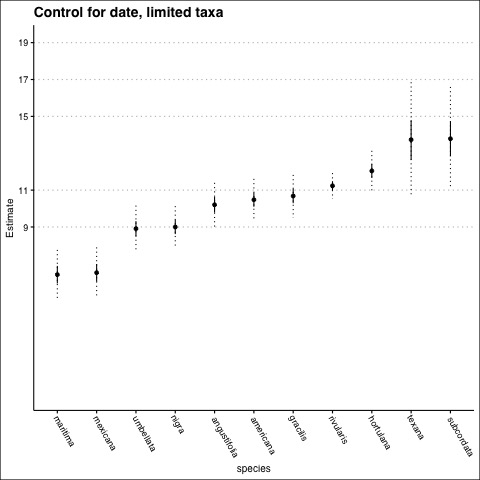 Control for date, limited taxa
19
17
15
11
9
Estimate
maritima
mexicana
umbellata
nigra
angustifolia
americana
gracilis
rivularis
hortulana
texana
subcordata
species